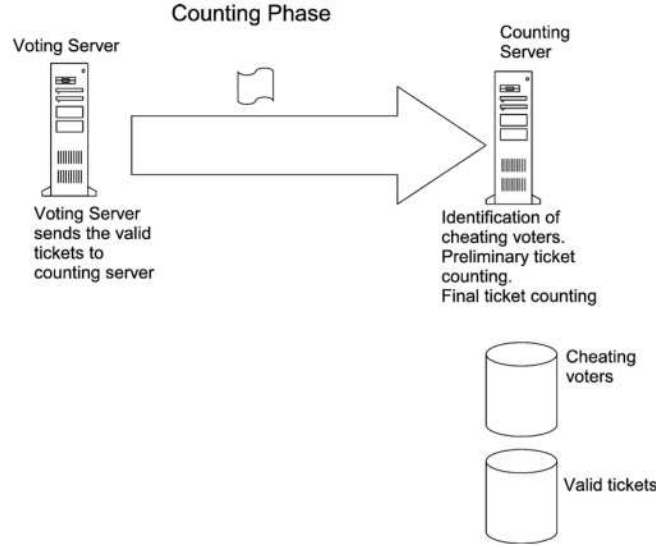 Counting Phase
Voting Server
Counting
Server
Voting Server
sends the valid
tickets to
counting server
Identification of
cheating voters.
Preliminary ticket
counting.
Final ticket counting
Cheating
voters
Valid tickets